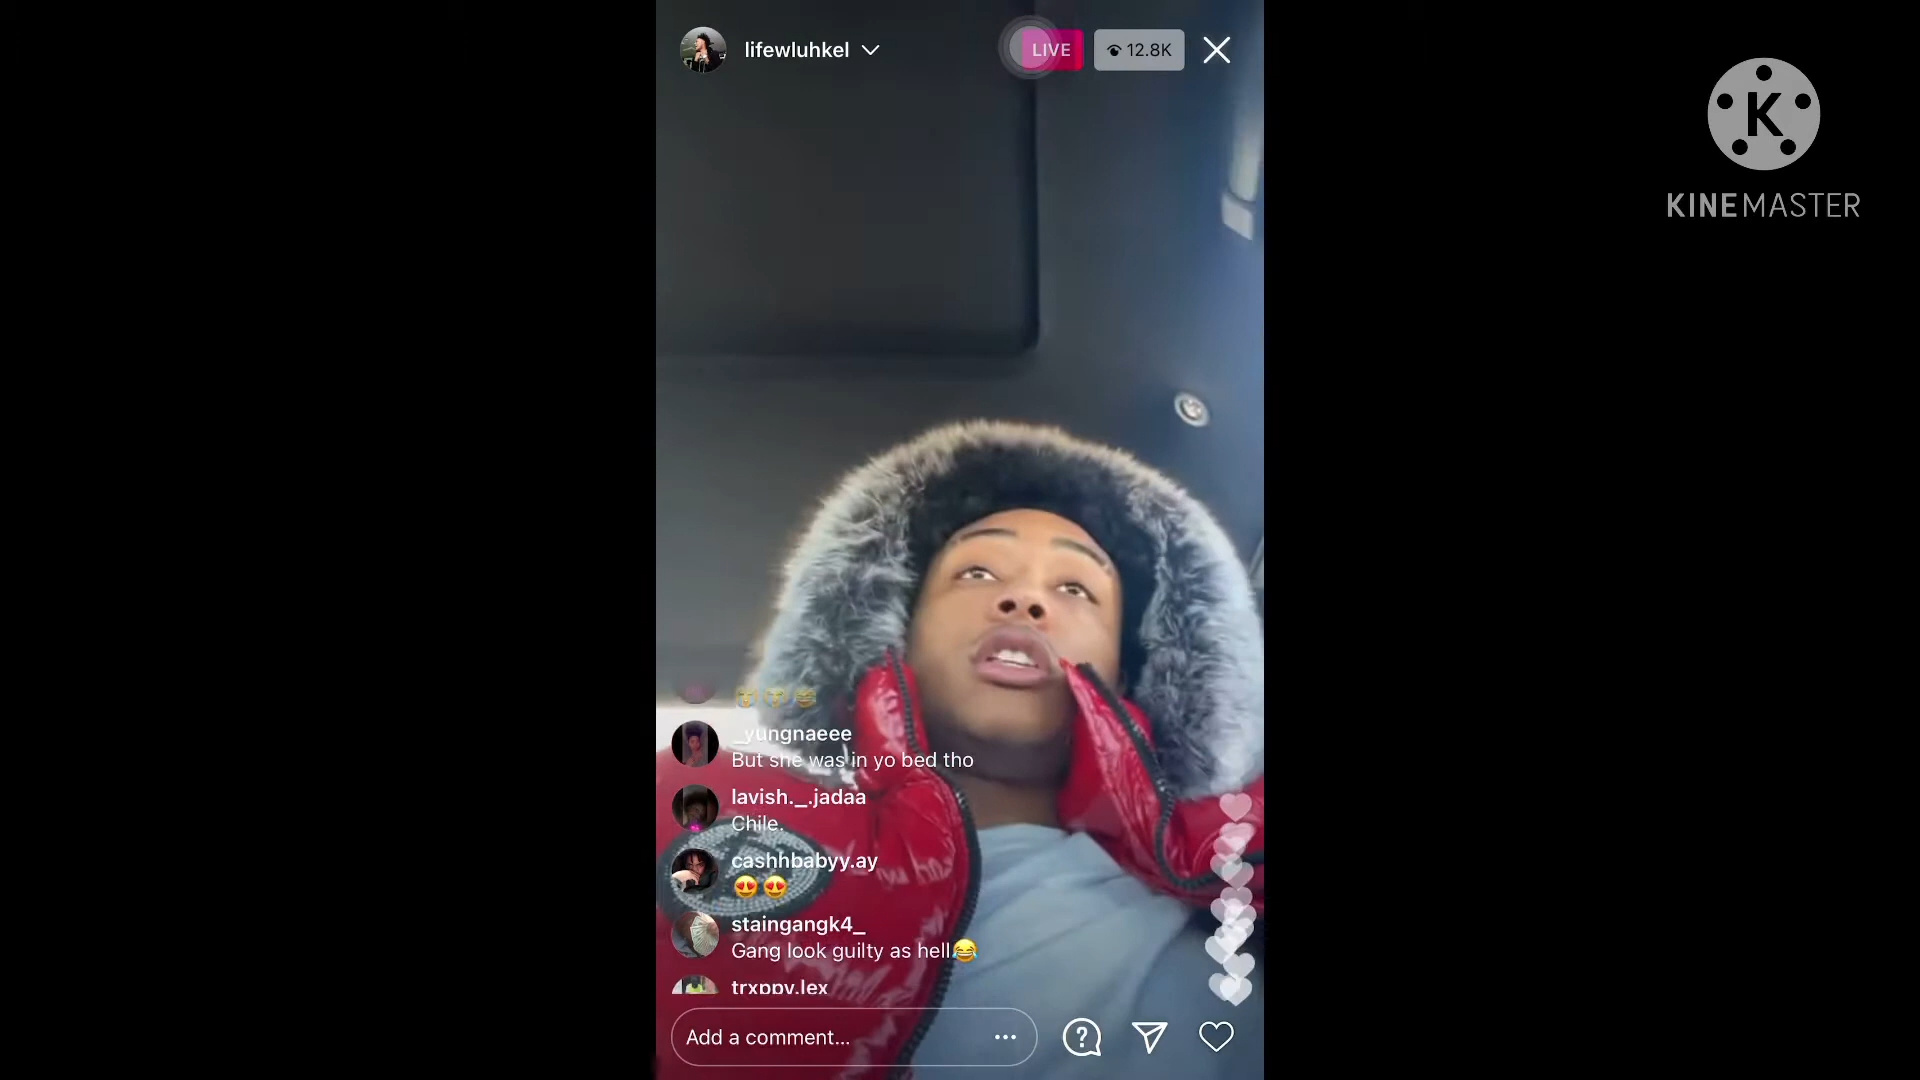 lifewluhkel
LIVE
12.8K
K
KINEMASTER
_yungnaeee
But she was in yo bed tho
lavish._.jadaa
Chile.
cashhbabyy.ay
😍😍
staingangk4_
Gang look guilty as hell😂
trxppy.lex
Add a comment...